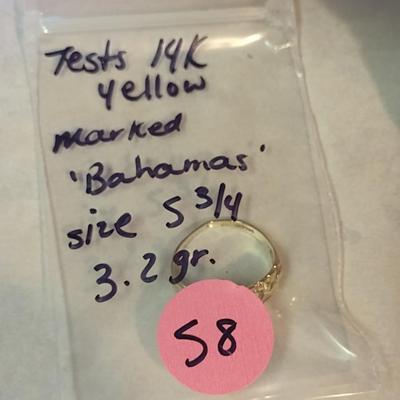 Tests 14K
yellow
marked
'Bahamas'
size 5 3/4
3.2 gr.
58